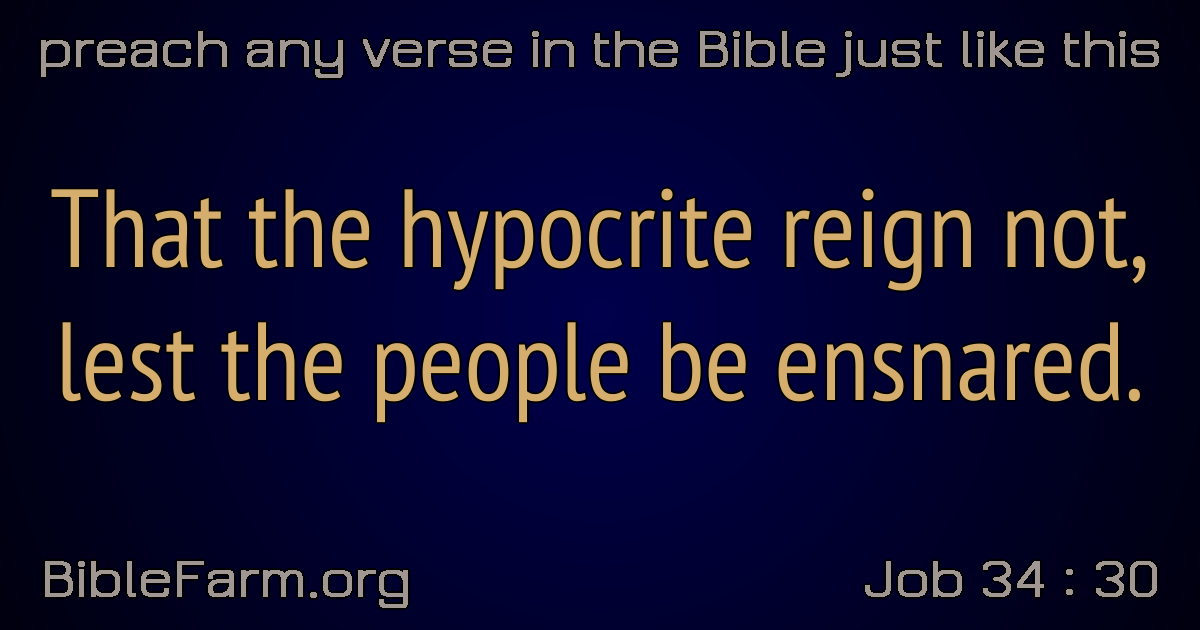 preach any verse in the Bible just like this
That the hypocrite reign not,
lest the people be ensnared.
BibleFarm.org
Job 34 : 30